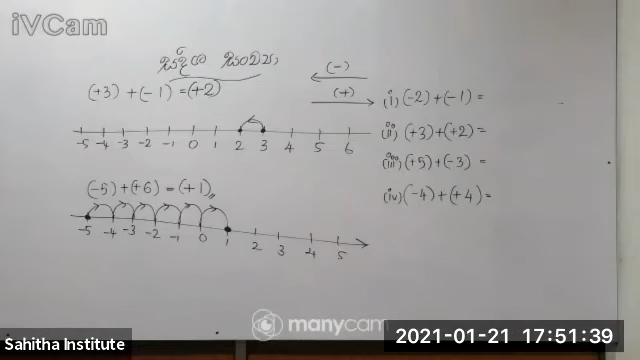 iVCam
සදිශ සංඛ්‍යා
(+3) + (-1) = (+2)
(-)
(+)
-5 -4 -3 -2 -1 0 1 2 3 4 5 6
(-5) + (+6) = (+1)
-5 -4 -3 -2 -1 0 1 2 3 4 5
(i) (-2) + (-1) =
(ii) (+3) + (+2) =
(iii) (+5) + (-3) =
(iv) (-4) + (+4) =
manycam
Sahitha Institute
2021-01-21 17:51:39